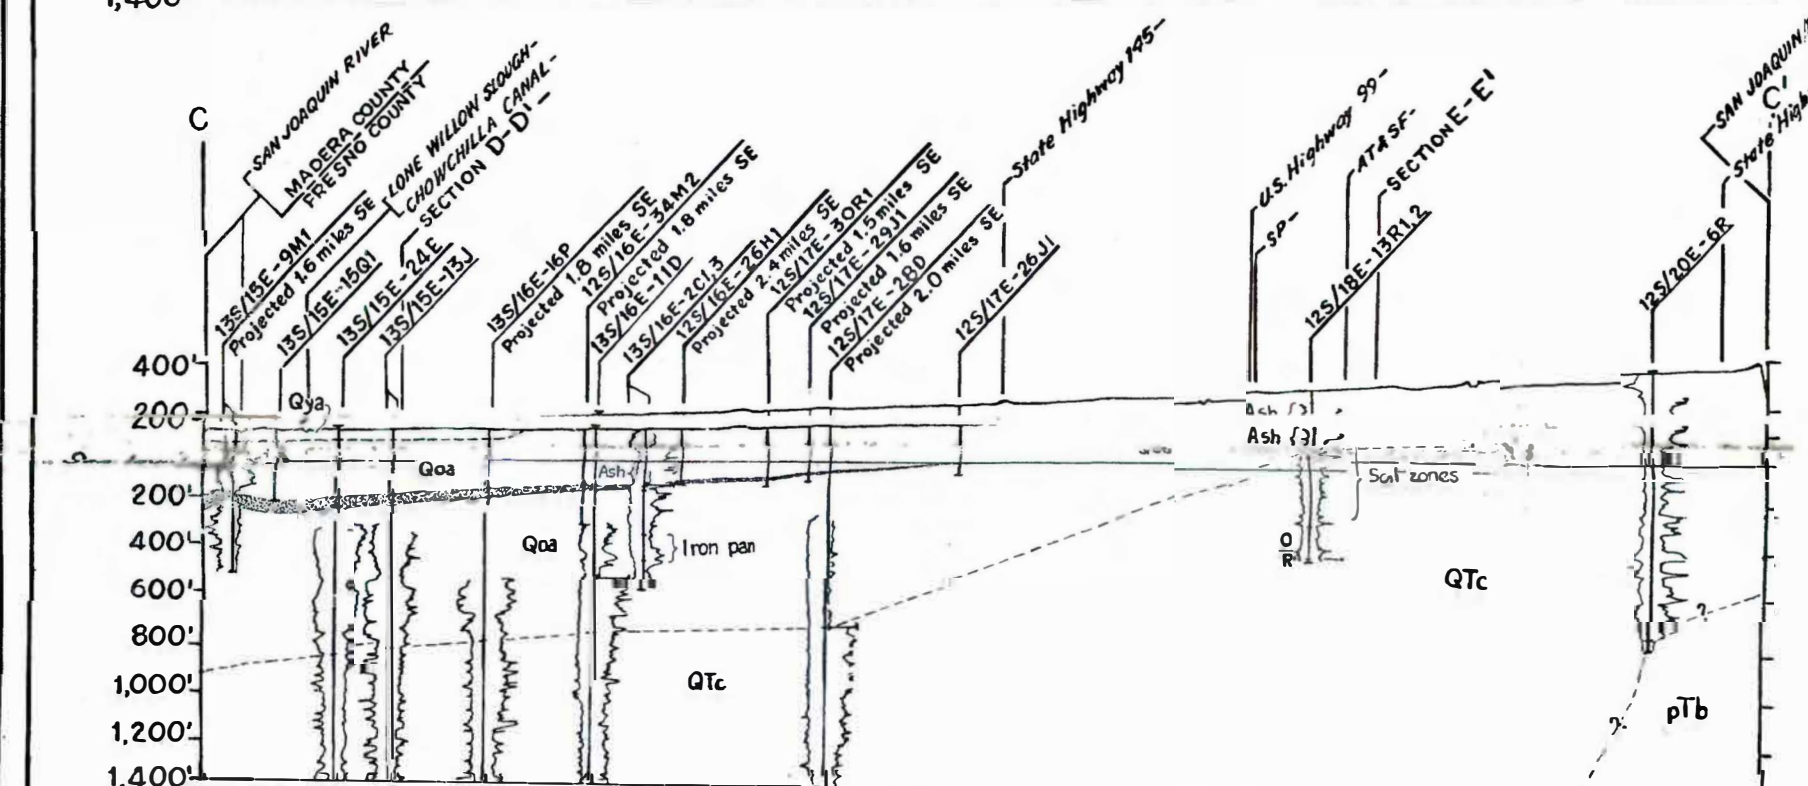 1,400
SAN JOAQUIN RIVER
MADERA COUNTY
FRESNO COUNTY
LONE WILLOW SLOUGH-
CHOWCHILLA CANAL-
SECTION D-D'-
State Highway 145-
U.S. Highway 99-
SP-
AT&SF-
SECTION E-E'
SAN JOAQUIN
C'
State High
C
13S/15E-9M1
Projected 1.6 miles SE
13S/15E-15Q1
13S/15E-24E
13S/15E-13J
13S/16E-16P
Projected 1.8 miles SE
12S/16E-34M2
Projected 1.8 miles SE
13S/16E-11D
13S/16E-2C1,3
12S/16E-26H1
Projected 2.4 miles SE
12S/17E-30R1
Projected 1.5 miles SE
12S/17E-29J1
Projected 1.6 miles SE
12S/17E-28D
Projected 2.0 miles SE
12S/17E-26J1
12S/18E-13R1,2
12S/20E-6R
400'
200'
200'
400'
600'
800'
1,000'
1,200'
1,400'
Qya
Qoa
Ash
Qoa
Iron pan
QTc
Ash {3}
Ash {3}
Salt zones
O
R
QTc
?
?
pTb